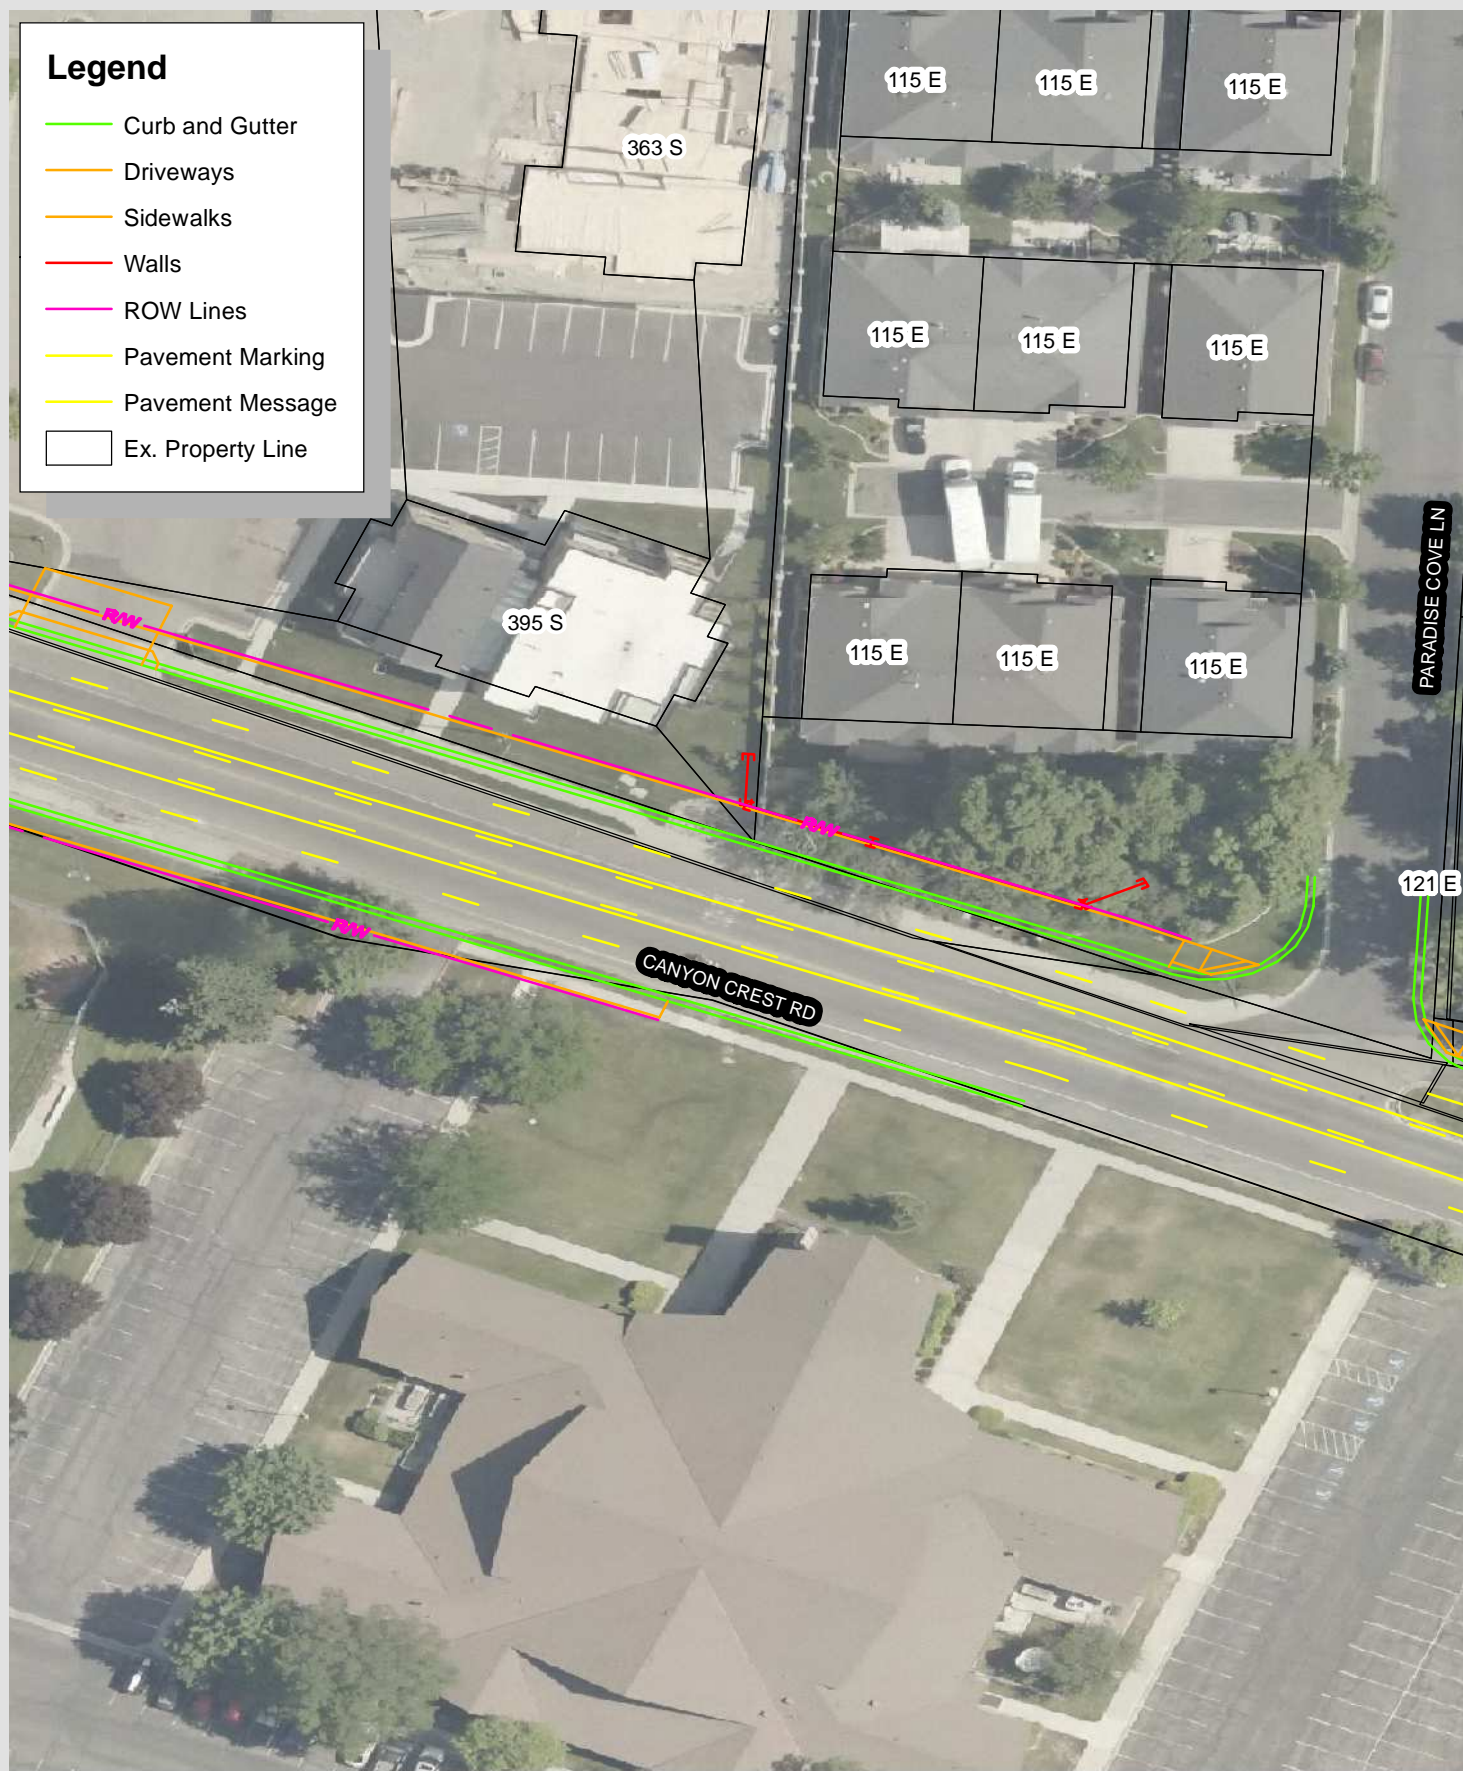 Legend
Curb and Gutter
Driveways
Sidewalks
Walls
ROW Lines
Pavement Marking
Pavement Message
Ex. Property Line
115 E
115 E
115 E
363 S
115 E
115 E
115 E
PARADISE COVE LN
R/W
395 S
115 E
115 E
115 E
R/W
121 E
R/W
CANYON CREST RD